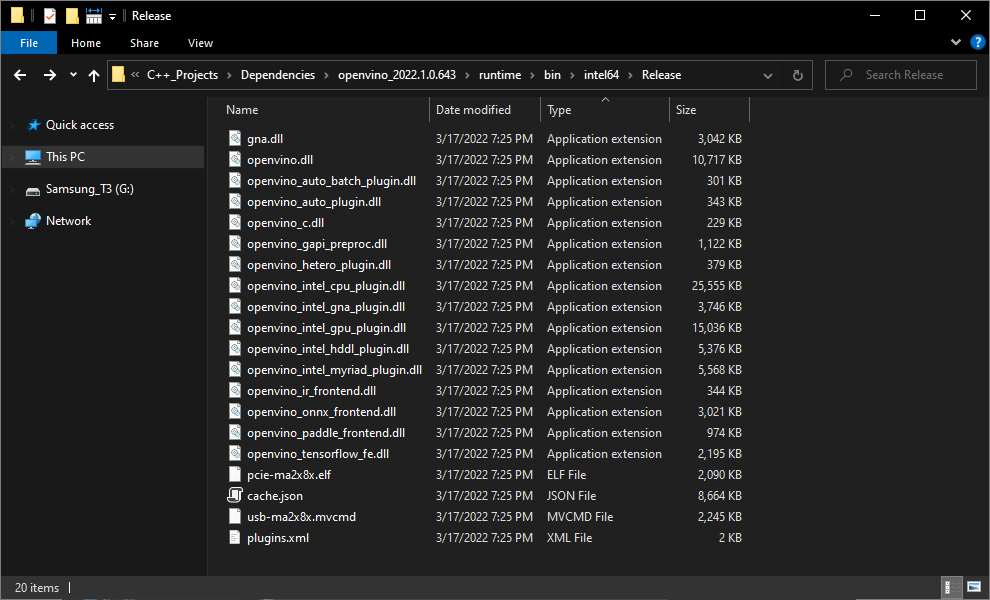 Release
File Home Share View
« C++_Projects › Dependencies › openvino_2022.1.0.643 › runtime › bin › intel64 › Release
Search Release
Quick access
This PC
Samsung_T3 (G:)
Network
Name Date modified Type Size
gna.dll 3/17/2022 7:25 PM Application extension 3,042 KB
openvino.dll 3/17/2022 7:25 PM Application extension 10,717 KB
openvino_auto_batch_plugin.dll 3/17/2022 7:25 PM Application extension 301 KB
openvino_auto_plugin.dll 3/17/2022 7:25 PM Application extension 343 KB
openvino_c.dll 3/17/2022 7:25 PM Application extension 229 KB
openvino_gapi_preproc.dll 3/17/2022 7:25 PM Application extension 1,122 KB
openvino_hetero_plugin.dll 3/17/2022 7:25 PM Application extension 379 KB
openvino_intel_cpu_plugin.dll 3/17/2022 7:25 PM Application extension 25,555 KB
openvino_intel_gna_plugin.dll 3/17/2022 7:25 PM Application extension 3,746 KB
openvino_intel_gpu_plugin.dll 3/17/2022 7:25 PM Application extension 15,036 KB
openvino_intel_hddl_plugin.dll 3/17/2022 7:25 PM Application extension 5,376 KB
openvino_intel_myriad_plugin.dll 3/17/2022 7:25 PM Application extension 5,568 KB
openvino_ir_frontend.dll 3/17/2022 7:25 PM Application extension 344 KB
openvino_onnx_frontend.dll 3/17/2022 7:25 PM Application extension 3,021 KB
openvino_paddle_frontend.dll 3/17/2022 7:25 PM Application extension 974 KB
openvino_tensorflow_fe.dll 3/17/2022 7:25 PM Application extension 2,195 KB
pcie-ma2x8x.elf 3/17/2022 7:25 PM ELF File 2,090 KB
cache.json 3/17/2022 7:25 PM JSON File 8,664 KB
usb-ma2x8x.mvcmd 3/17/2022 7:25 PM MVCMD File 2,245 KB
plugins.xml 3/17/2022 7:25 PM XML File 2 KB
20 items